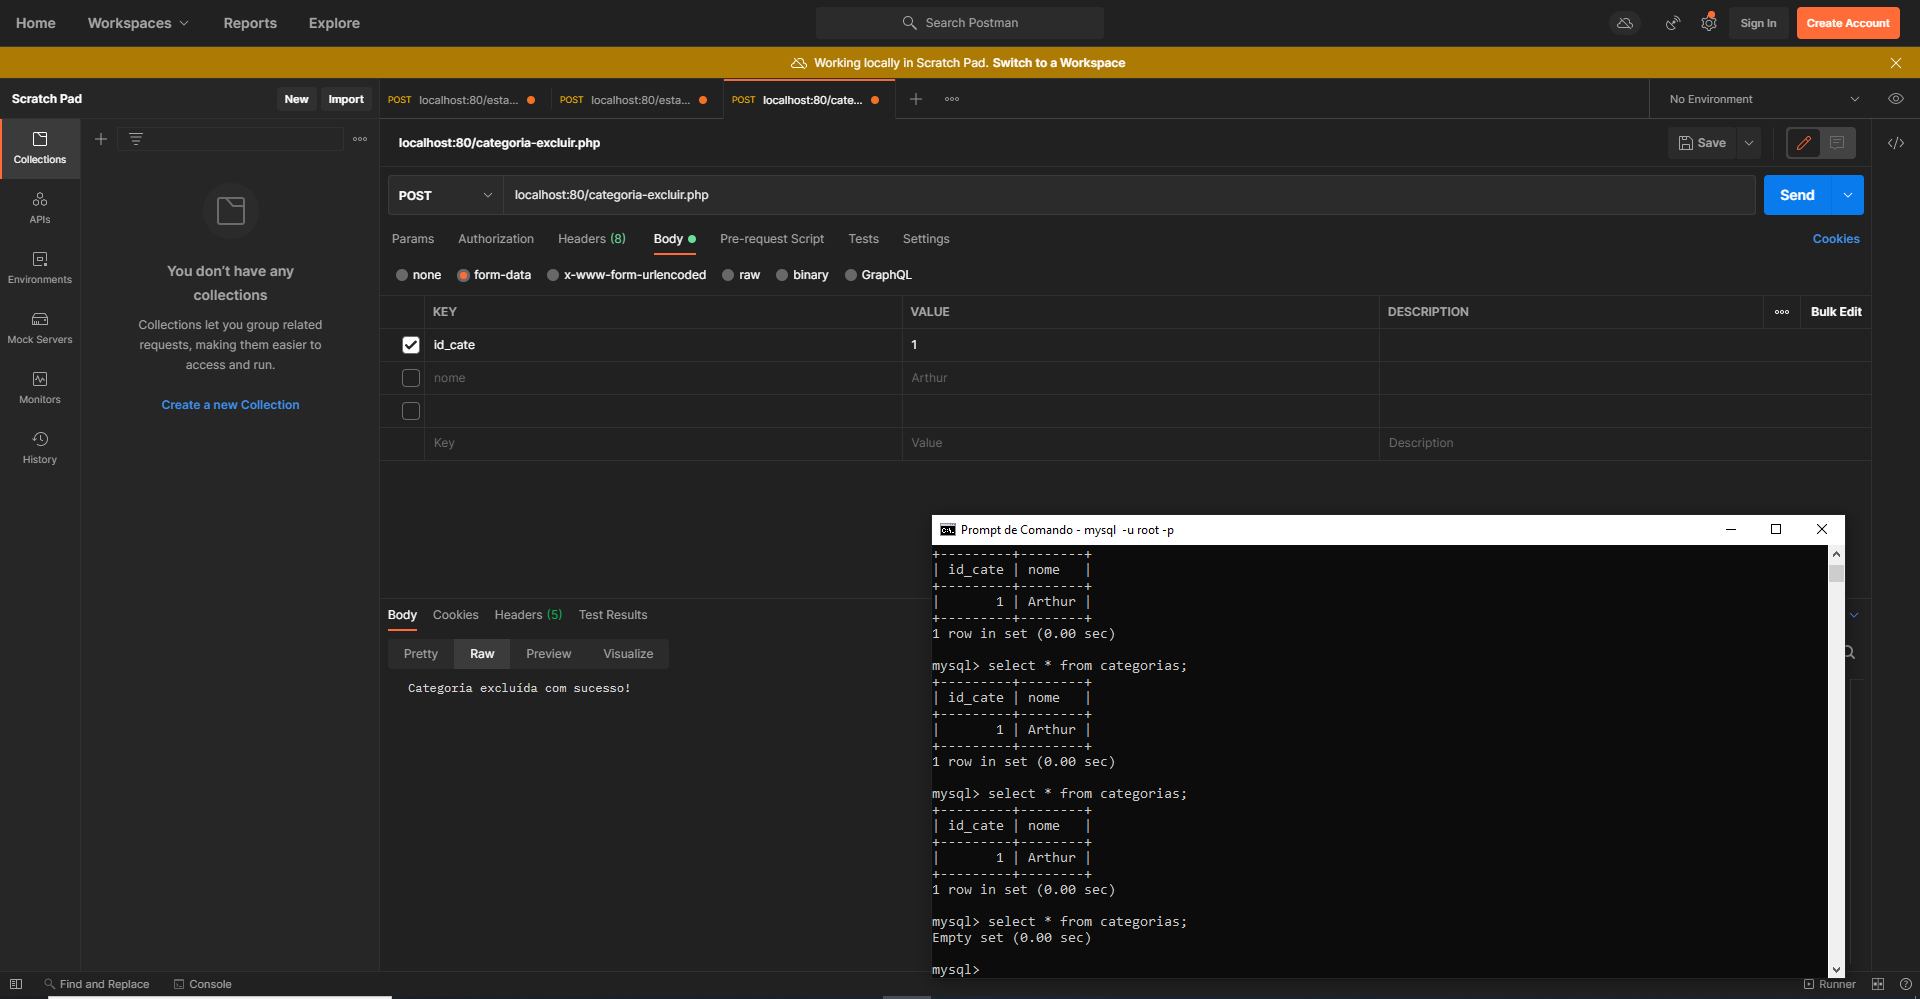 Home Workspaces Reports Explore Search Postman Sign In Create Account
Working locally in Scratch Pad. Switch to a Workspace
Scratch Pad New Import POST localhost:80/esta... POST localhost:80/esta... POST localhost:80/cate... No Environment
Collections
localhost:80/categoria-excluir.php Save
APIs
POST localhost:80/categoria-excluir.php Send
Params Authorization Headers (8) Body Pre-request Script Tests Settings Cookies
none form-data x-www-form-urlencoded raw binary GraphQL
Environments
You don't have any
collections
Collections let you group related
requests, making them easier to
access and run.
Create a new Collection
Mock Servers
Monitors
History
KEY VALUE DESCRIPTION Bulk Edit
id_cate 1
nome Arthur
Key Value Description
Body Cookies Headers (5) Test Results
Pretty Raw Preview Visualize
Categoria excluída com sucesso!
Prompt de Comando - mysql -u root -p
+---------+--------+
| id_cate | nome   |
+---------+--------+
|       1 | Arthur |
+---------+--------+
1 row in set (0.00 sec)
mysql> select * from categorias;
+---------+--------+
| id_cate | nome   |
+---------+--------+
|       1 | Arthur |
+---------+--------+
1 row in set (0.00 sec)
mysql> select * from categorias;
+---------+--------+
| id_cate | nome   |
+---------+--------+
|       1 | Arthur |
+---------+--------+
1 row in set (0.00 sec)
mysql> select * from categorias;
Empty set (0.00 sec)
mysql>
Find and Replace Console Runner